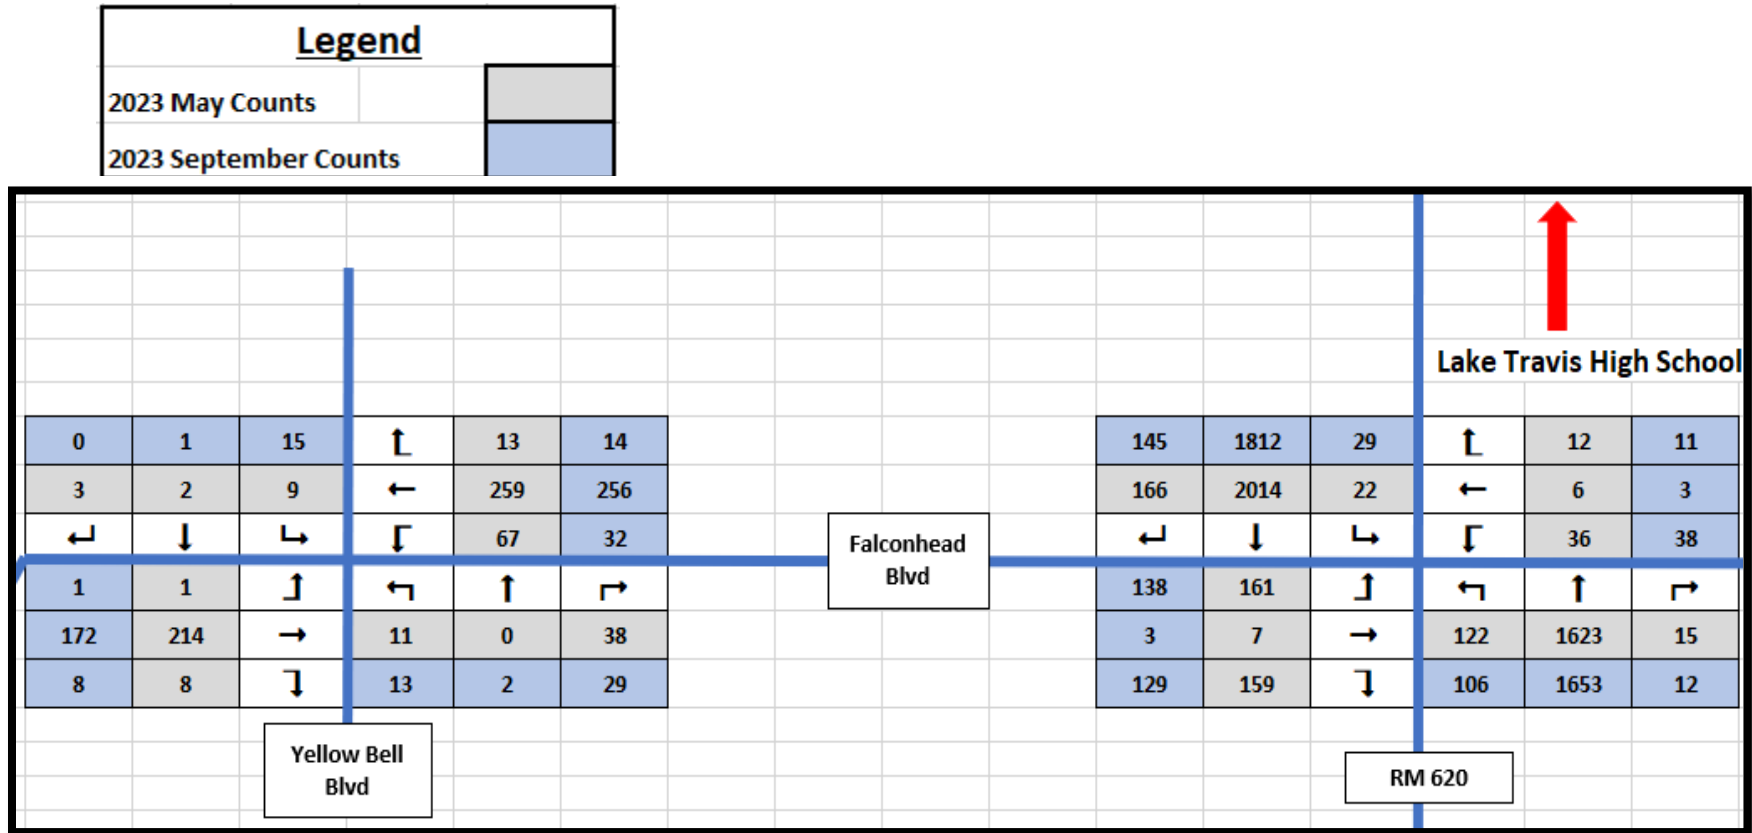 Legend
2023 May Counts
2023 September Counts
Lake Travis High School
0 1 15 13 14
3 2 9 259 256
67 32
1 1
172 214 11 0 38
8 8 13 2 29
Falconhead
Blvd
145 1812 29 12 11
166 2014 22 6 3
36 38
138 161
3 7 122 1623 15
129 159 106 1653 12
Yellow Bell
Blvd
RM 620